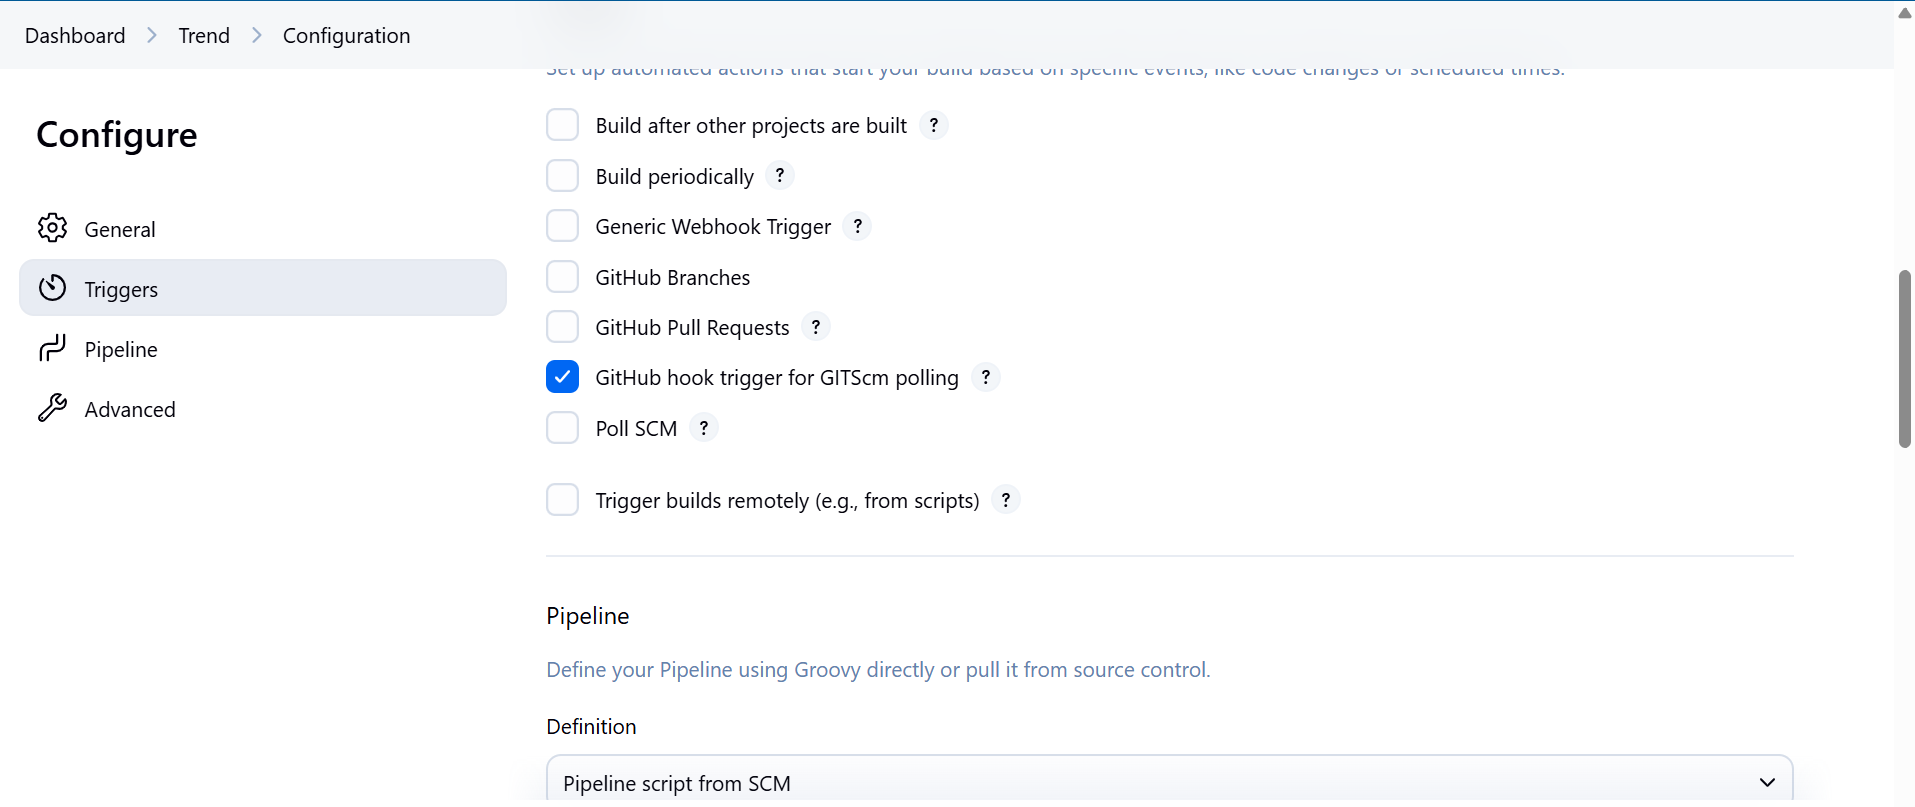 Dashboard > Trend > Configuration
Set up automated actions that start your build based on specific events, like code changes or scheduled times.
Configure
General
Triggers
Pipeline
Advanced
Build after other projects are built ?
Build periodically ?
Generic Webhook Trigger ?
GitHub Branches
GitHub Pull Requests ?
GitHub hook trigger for GITScm polling ?
Poll SCM ?
Trigger builds remotely (e.g., from scripts) ?
Pipeline
Define your Pipeline using Groovy directly or pull it from source control.
Definition
Pipeline script from SCM